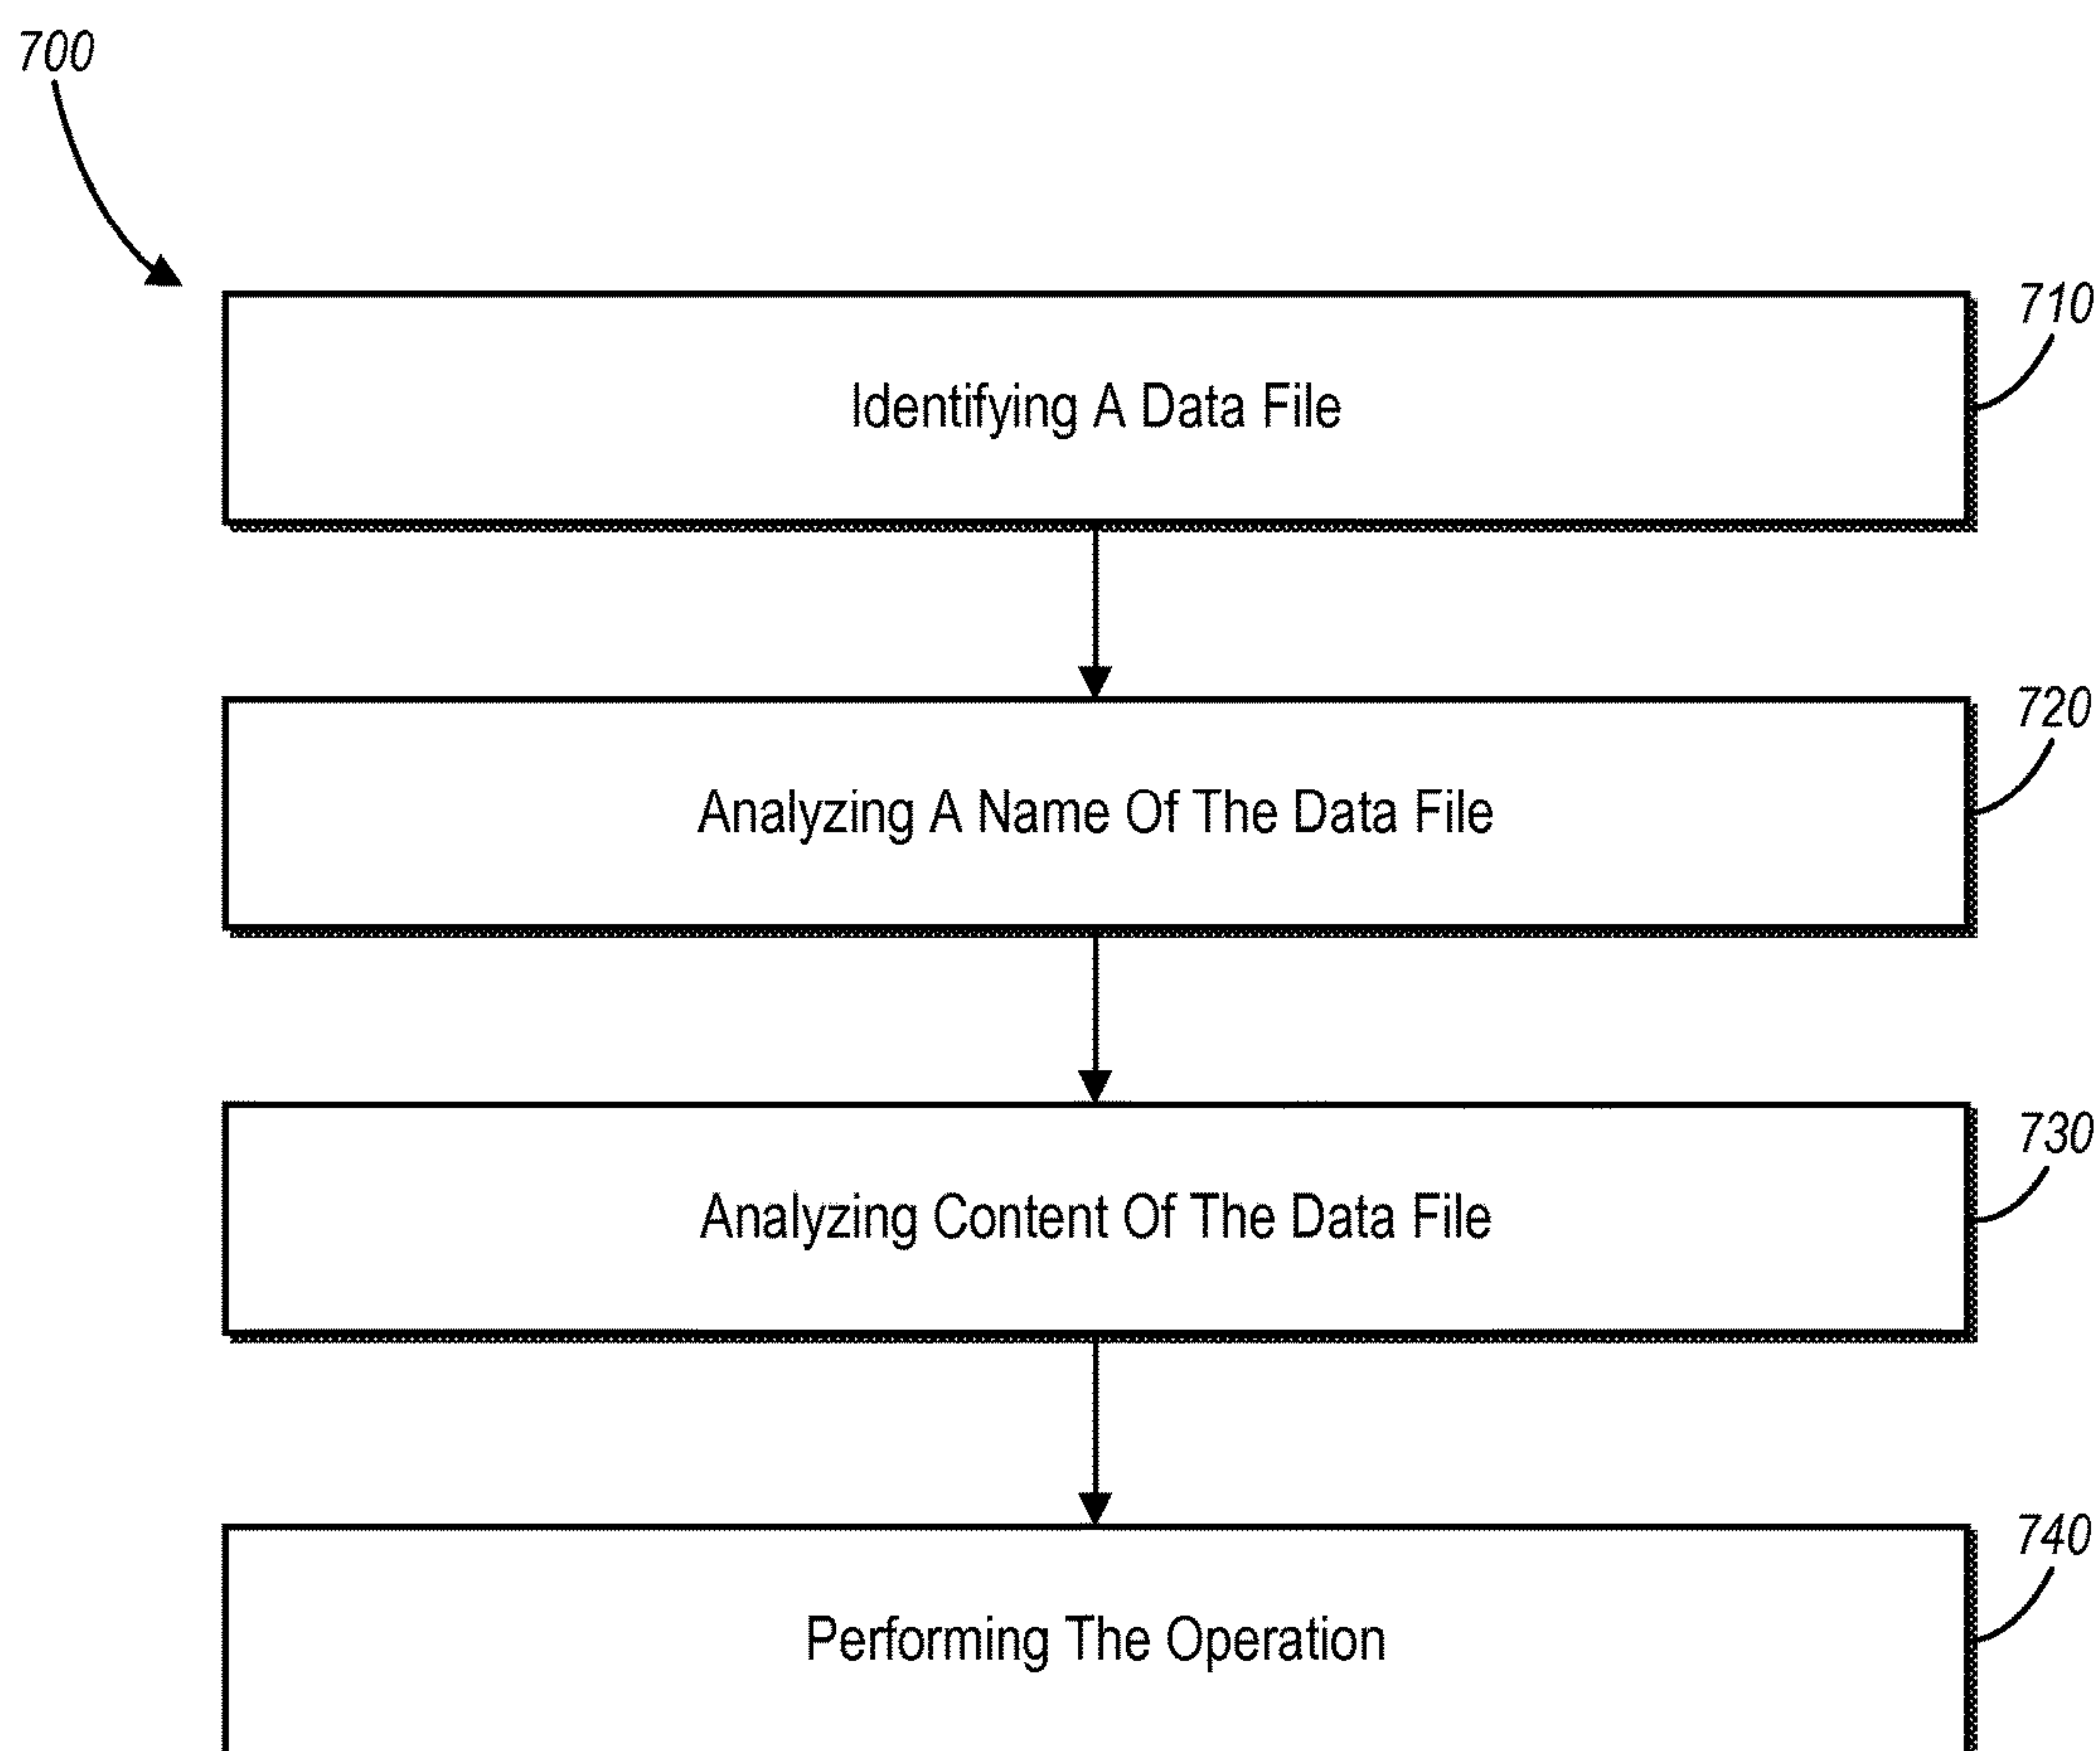 700
710
Identifying A Data File
720
Analyzing A Name Of The Data File
730
Analyzing Content Of The Data File
740
Performing The Operation